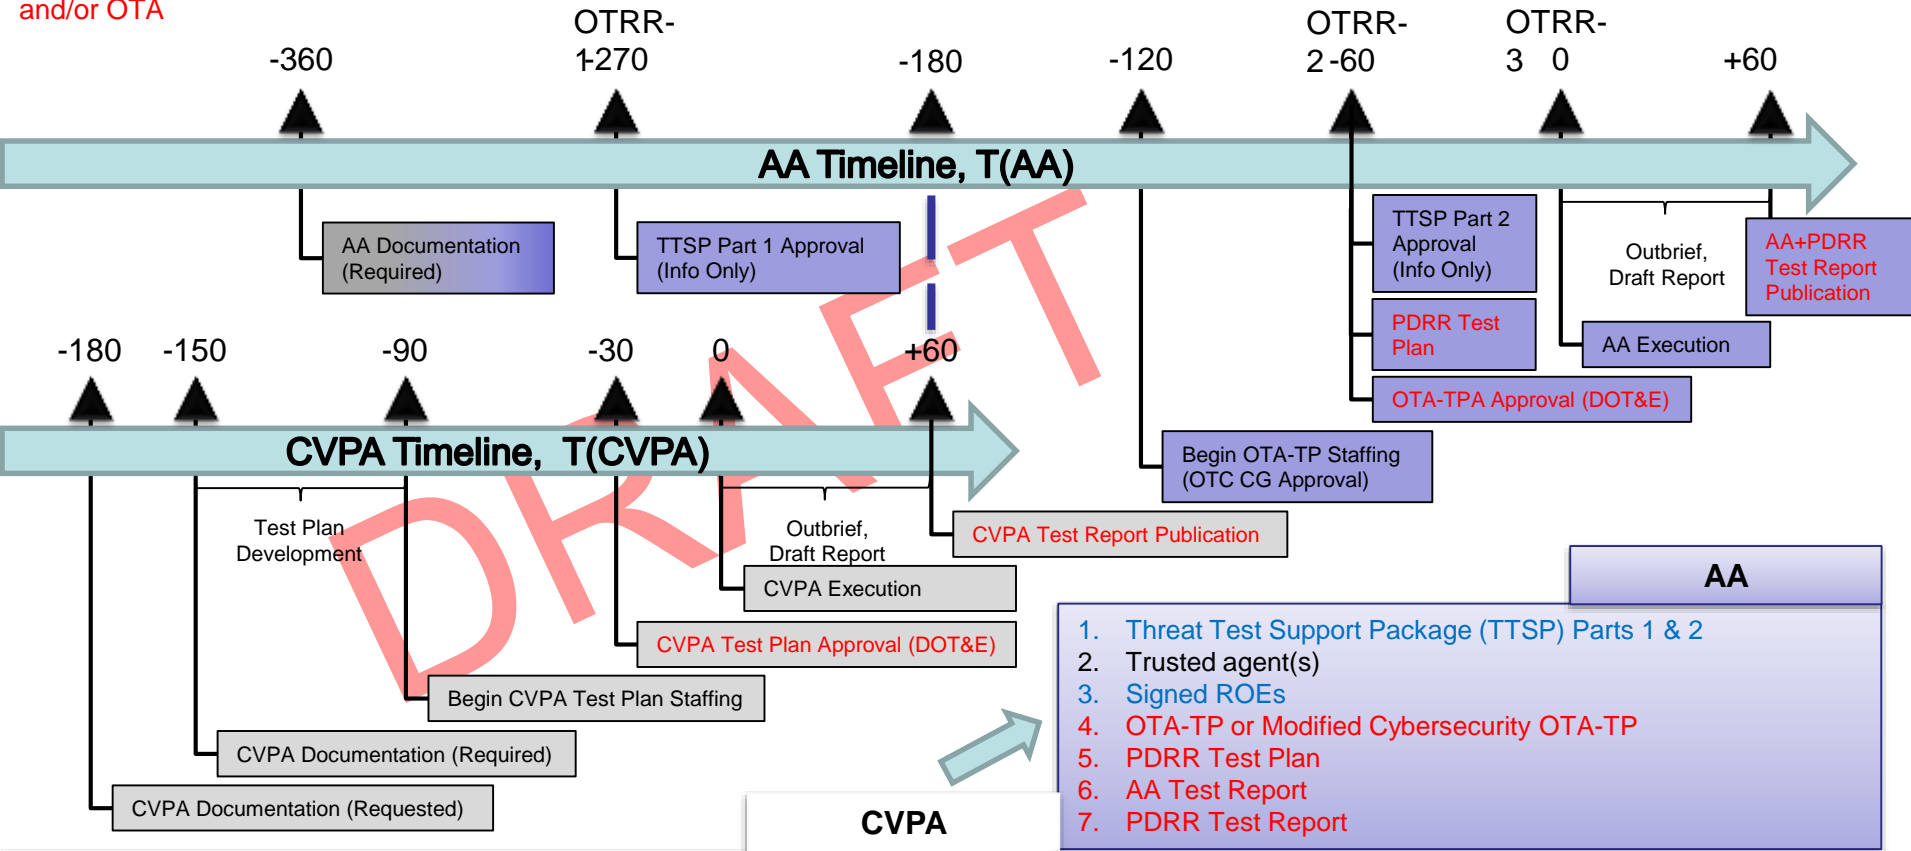 and/or OTA
OTRR-
1
OTRR-
2
OTRR-
3
-360
-270
-180
-120
-60
0
+60
AA Timeline, T(AA)
AA Documentation
(Required)
TTSP Part 1 Approval
(Info Only)
TTSP Part 2
Approval
(Info Only)
PDRR Test
Plan
OTA-TPA Approval (DOT&E)
Outbrief,
Draft Report
AA+PDRR
Test Report
Publication
AA Execution
Begin OTA-TP Staffing
(OTC CG Approval)
-180
-150
-90
-30
0
+60
CVPA Timeline, T(CVPA)
Test Plan
Development
Outbrief,
Draft Report
CVPA Test Report Publication
CVPA Execution
CVPA Test Plan Approval (DOT&E)
Begin CVPA Test Plan Staffing
CVPA Documentation (Required)
CVPA Documentation (Requested)
DRAFT
CVPA
AA
1. Threat Test Support Package (TTSP) Parts 1 & 2
2. Trusted agent(s)
3. Signed ROEs
4. OTA-TP or Modified Cybersecurity OTA-TP
5. PDRR Test Plan
6. AA Test Report
7. PDRR Test Report